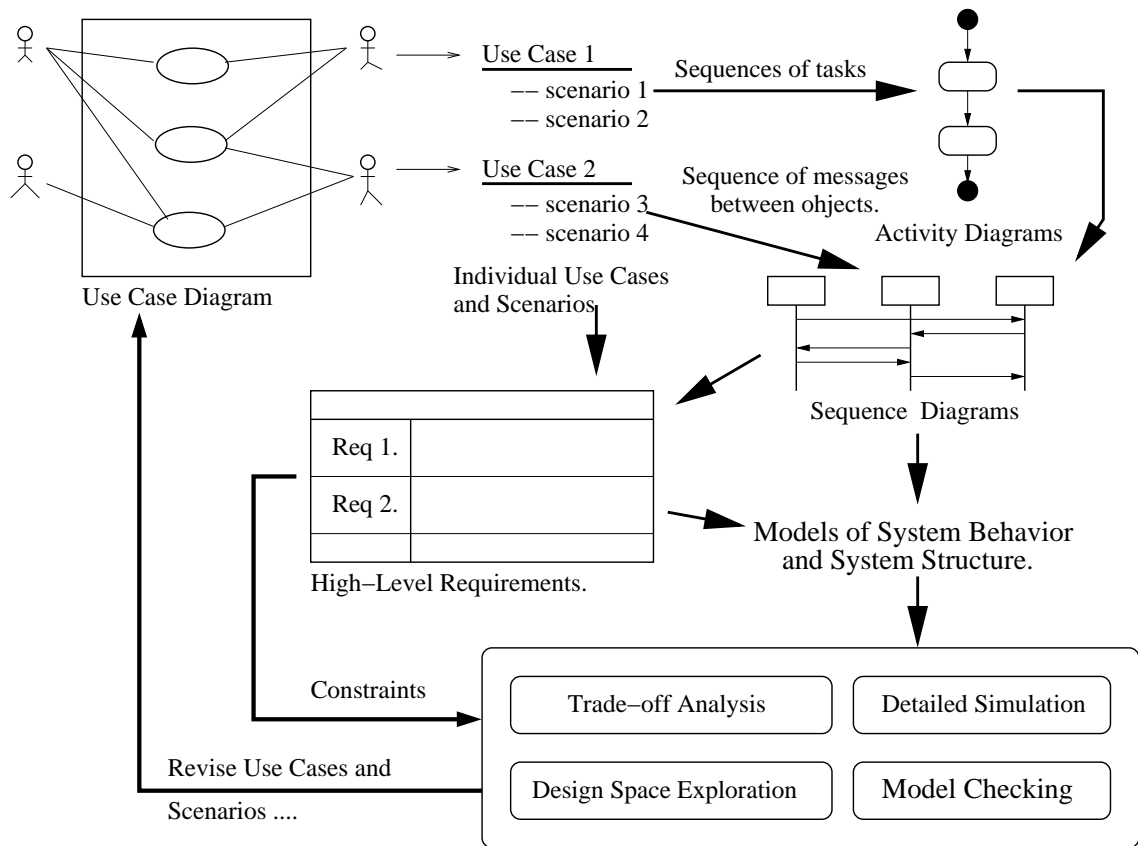 Use Case 1
−− scenario 1
−− scenario 2
Sequences of tasks
Use Case 2
−− scenario 3
−− scenario 4
Sequence of messages
between ohjects.
Activity Diagrams
Use Case Diagram
Individual Use Cases
and Scenarios
Sequence Diagrams
Req 1.
Req 2.
High−Level Requirements.
Models of System Behavior
and System Structure.
Constraints
Trade−off Analysis
Detailed Simulation
Design Space Exploration
Model Checking
Revise Use Cases and
Scenarios ....